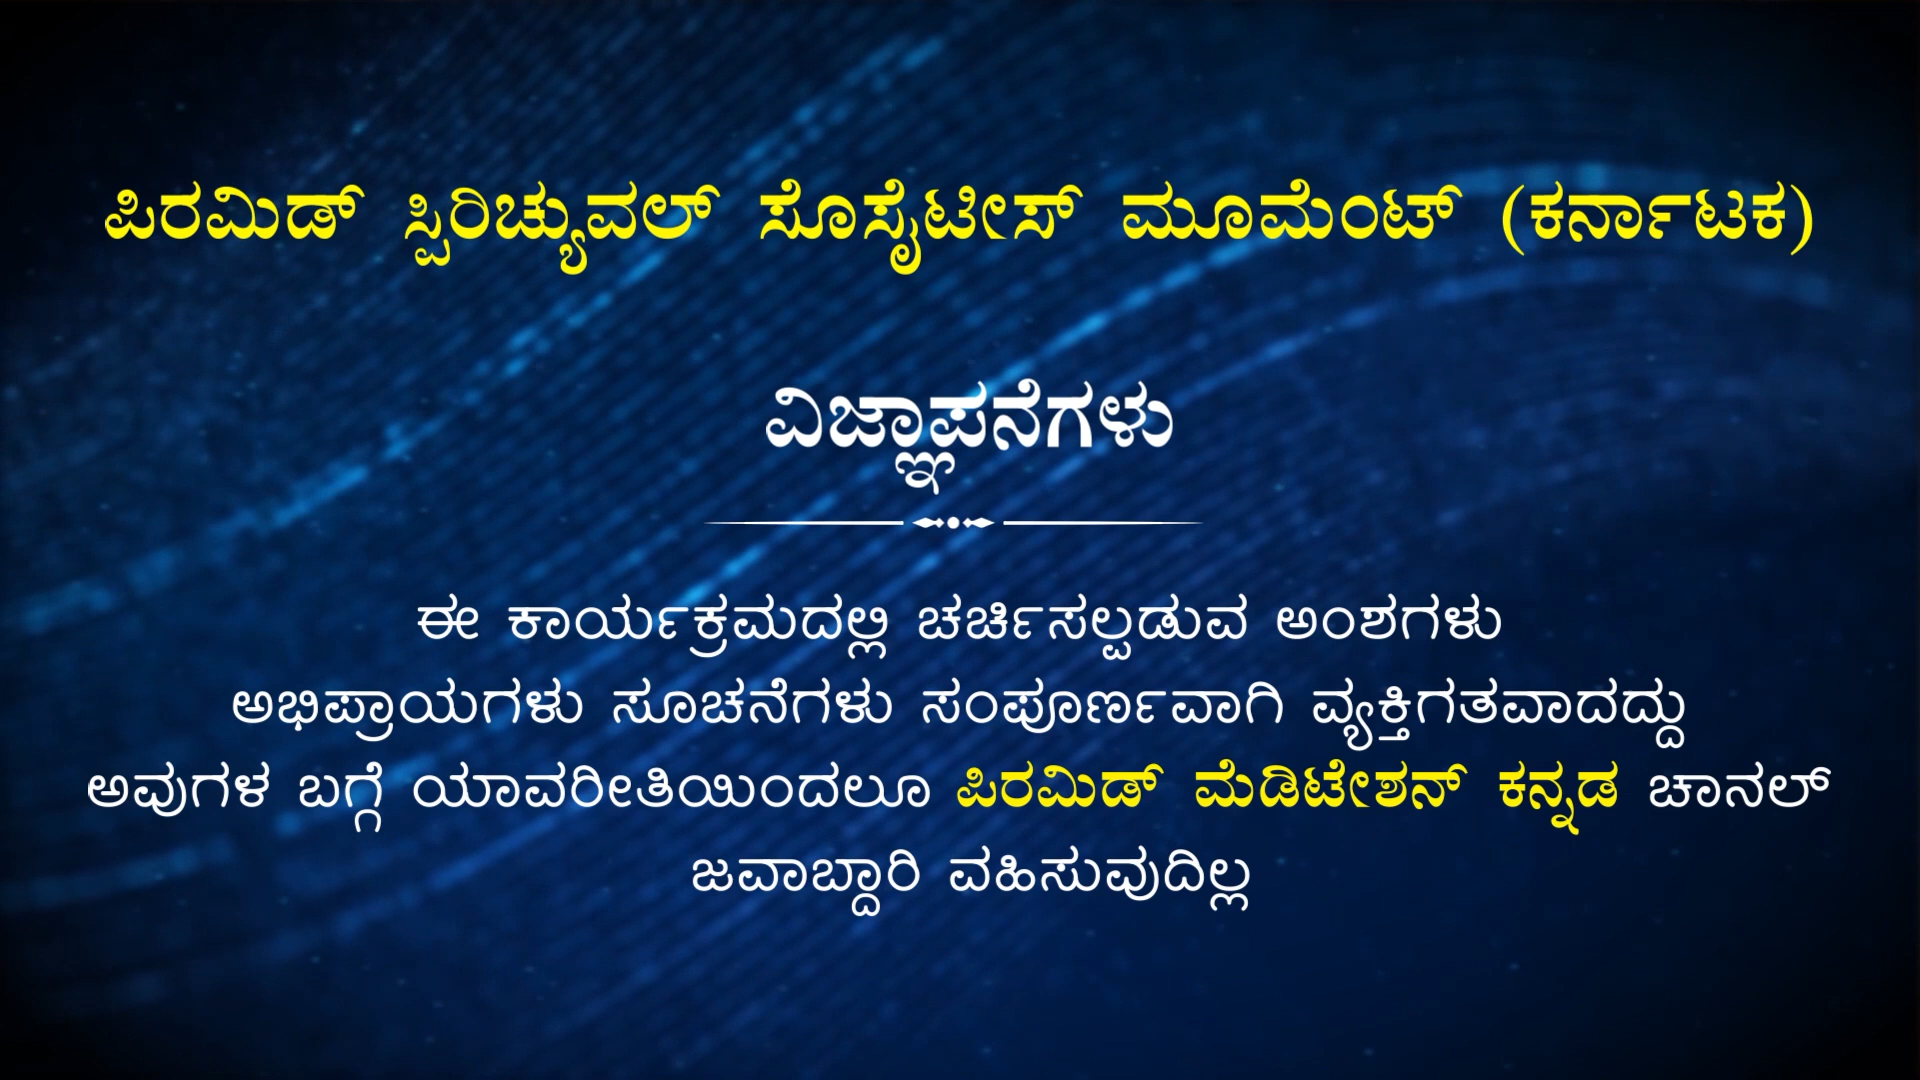 ಪಿರಮಿಡ್ ಸ್ಪಿರಿಚ್ಯುವಲ್ ಸೊಸೈಟೀಸ್ ಮೂಮೆಂಟ್ (ಕರ್ನಾಟಕ)
ವಿಜ್ಞಾಪನೆಗಳು
ಈ ಕಾರ್ಯಕ್ರಮದಲ್ಲಿ ಚರ್ಚಿಸಲ್ಪಡುವ ಅಂಶಗಳು
ಅಭಿಪ್ರಾಯಗಳು ಸೂಚನೆಗಳು ಸಂಪೂರ್ಣವಾಗಿ ವ್ಯಕ್ತಿಗತವಾದದ್ದು
ಅವುಗಳ ಬಗ್ಗೆ ಯಾವರೀತಿಯಿಂದಲೂ ಪಿರಮಿಡ್ ಮೆಡಿಟೇಶನ್ ಕನ್ನಡ ಚಾನಲ್
ಜವಾಬ್ದಾರಿ ವಹಿಸುವುದಿಲ್ಲ